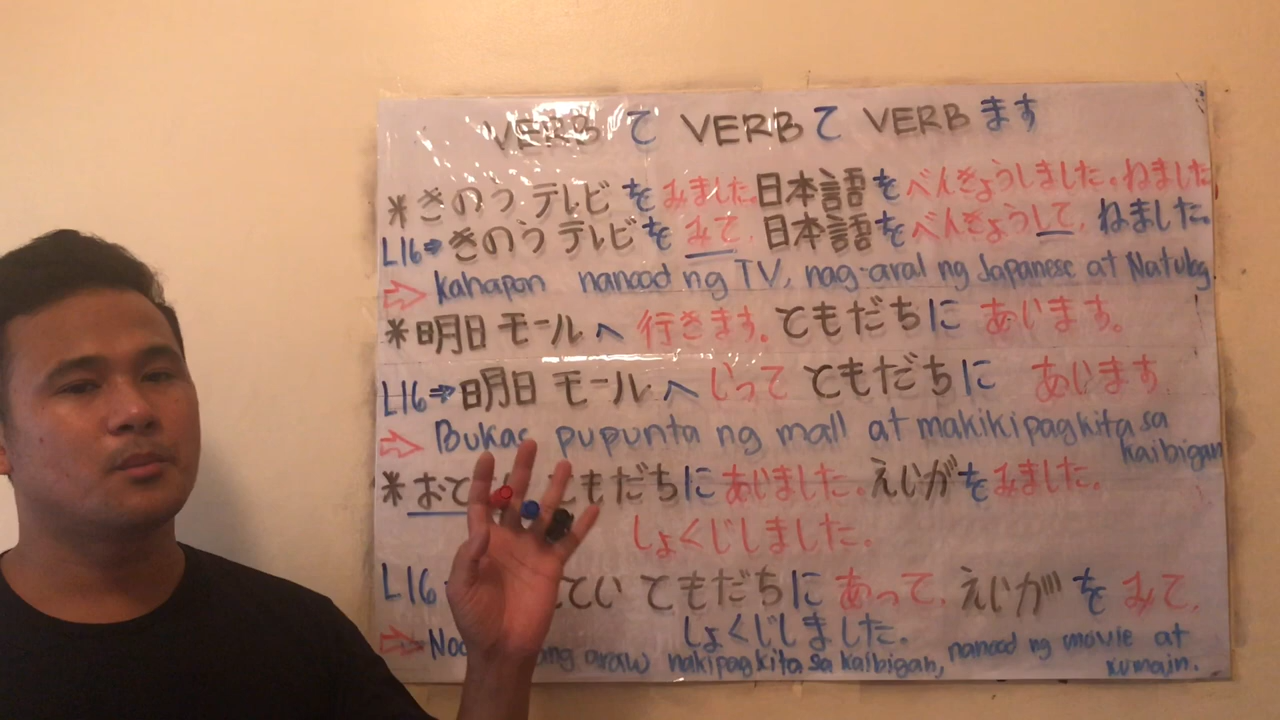 VERB て VERB て VERB ます
* きのう テレビ を みました。日本語 を べんきょうしました。ねました
L16⇒ きのう テレビ を みて、日本語 を べんきょうして、ねました。
⇒ kahapon nanood ng TV, nag-aral ng Japanese at Natulog.
* 明日 モール へ 行きます。ともだち に あいます。
L16⇒ 明日 モール へ いって ともだち に あいます
⇒ Bukas pupunta ng mall at makikipagkita sa kaibigan
* おと ともだち に あいました。えいが を みました。
しょくじしました。
L16 とい ともだち に あって、えいが を みて、
しょくじしました。
⇒ ang araw nakipagkita sa kaibigan, nanood ng movie at kumain.